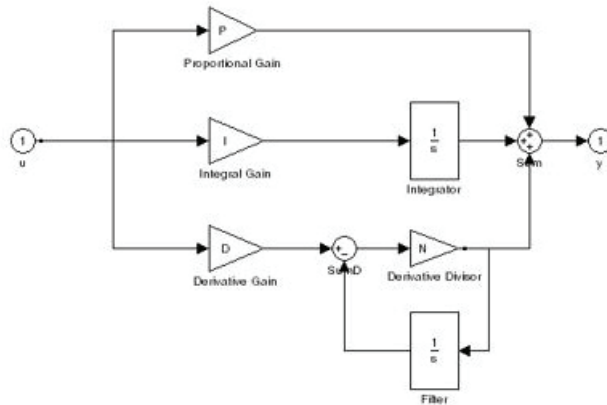 P
Proportional Gain
1
u
I
Integral Gain
1
s
Integrator
+
+
+
Sum
1
y
D
Derivative Gain
+
−
SumD
N
Derivative Divisor
1
s
Filter